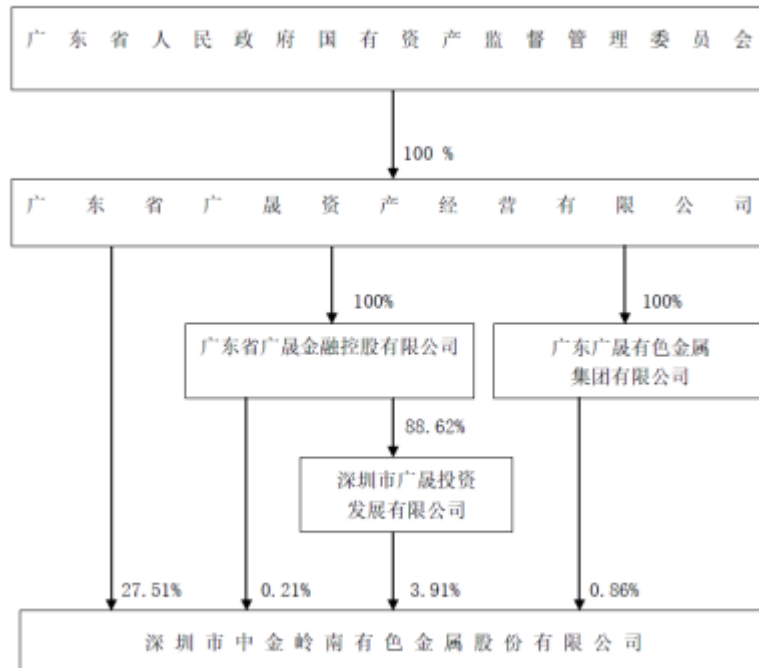 广东省人民政府国有资产监督管理委员会
100 %
广东省广晟资产经营有限公司
100%
100%
广东省广晟金融控股有限公司
广东广晟有色金属
集团有限公司
88.62%
深圳市广晟投资
发展有限公司
27.51%
0.21%
3.91%
0.86%
深圳市中金岭南有色金属股份有限公司